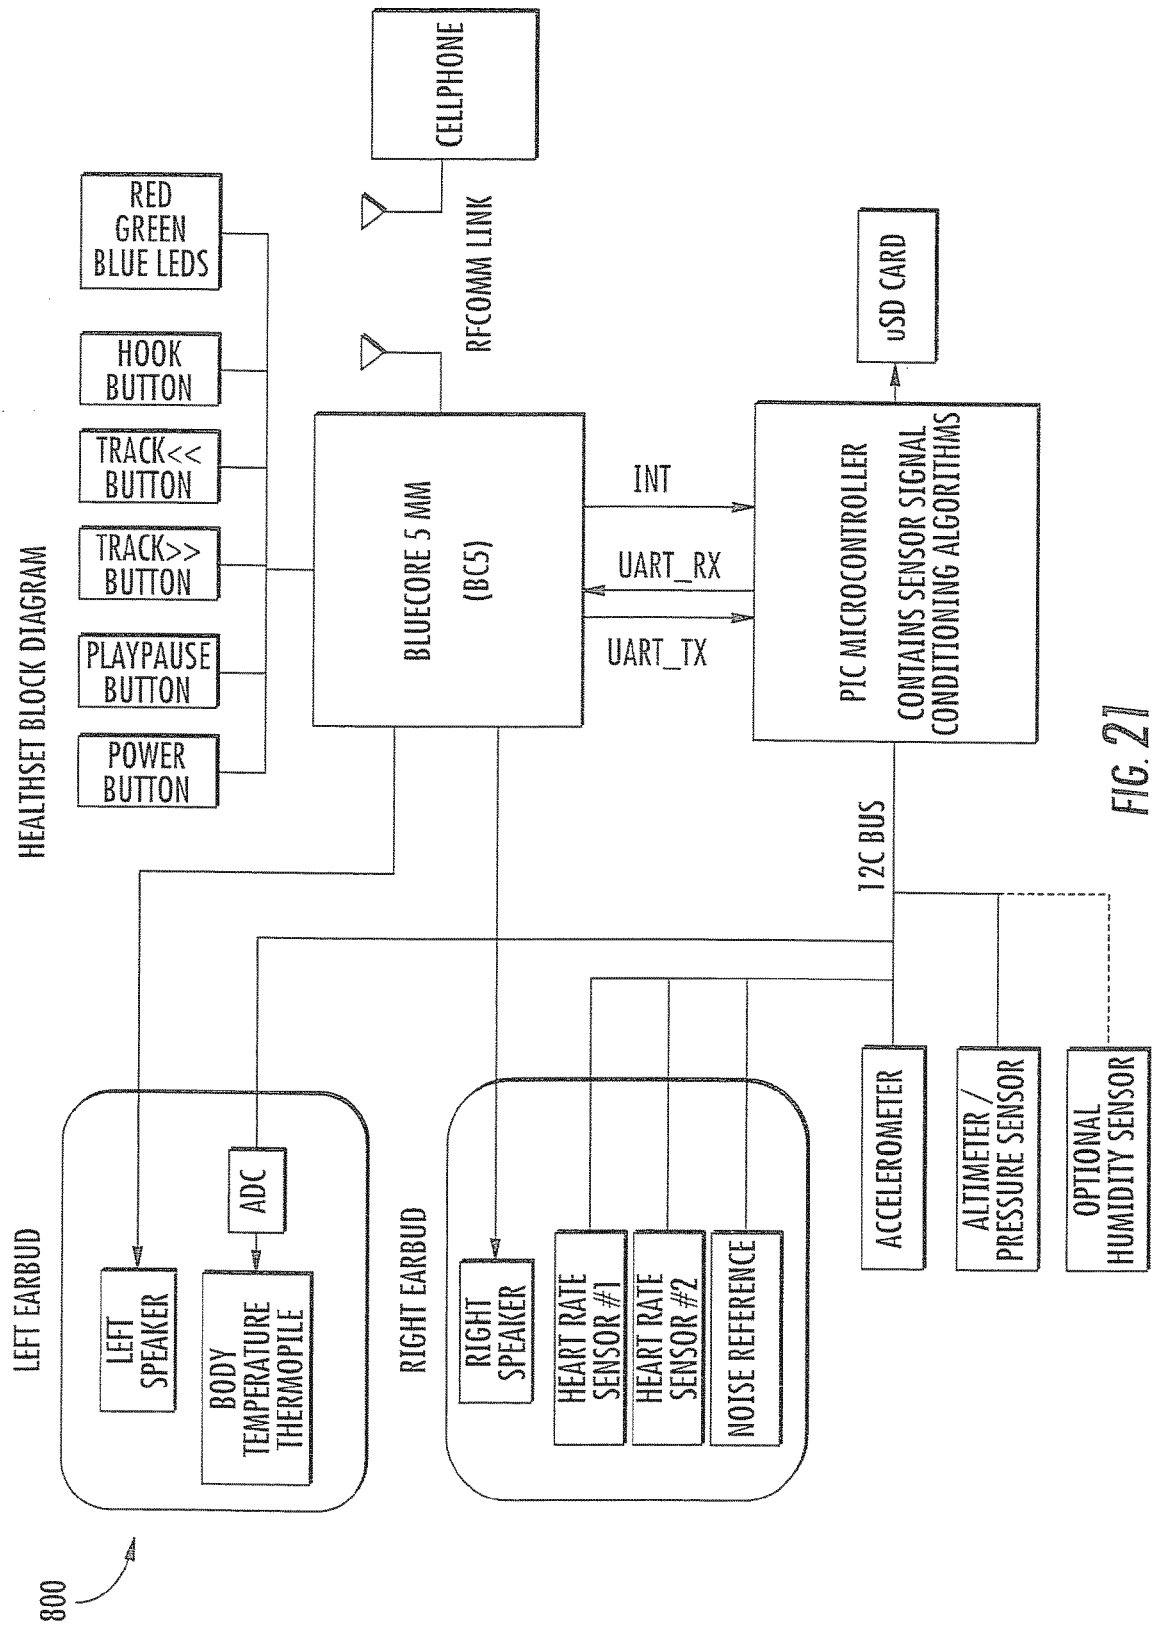 HEALTHSET BLOCK DIAGRAM
800
LEFT EARBUD
LEFT
SPEAKER
BODY
TEMPERATURE
THERMOPILE
ADC
RIGHT EARBUD
RIGHT
SPEAKER
HEART RATE
SENSOR #1
HEART RATE
SENSOR #2
NOISE REFERENCE
ACCELEROMETER
ALTIMETER /
PRESSURE SENSOR
OPTIONAL
HUMIDITY SENSOR
POWER
BUTTON
PLAYPAUSE
BUTTON
TRACK>>
BUTTON
TRACK<<
BUTTON
HOOK
BUTTON
RED
GREEN
BLUE LEDS
BLUECORE 5 MM
(BC5)
RFCOMM LINK
CELLPHONE
UART_TX
UART_RX
INT
PIC MICROCONTROLLER
CONTAINS SENSOR SIGNAL
CONDITIONING ALGORITHMS
12C BUS
uSD CARD
FIG. 21